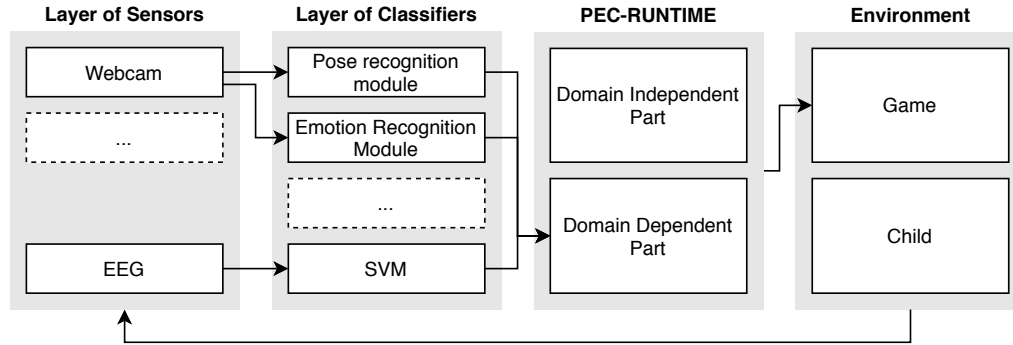 Layer of Sensors
Layer of Classifiers
PEC-RUNTIME
Environment
Webcam
...
EEG
Pose recognition
module
Emotion Recognition
Module
...
SVM
Domain Independent
Part
Domain Dependent
Part
Game
Child